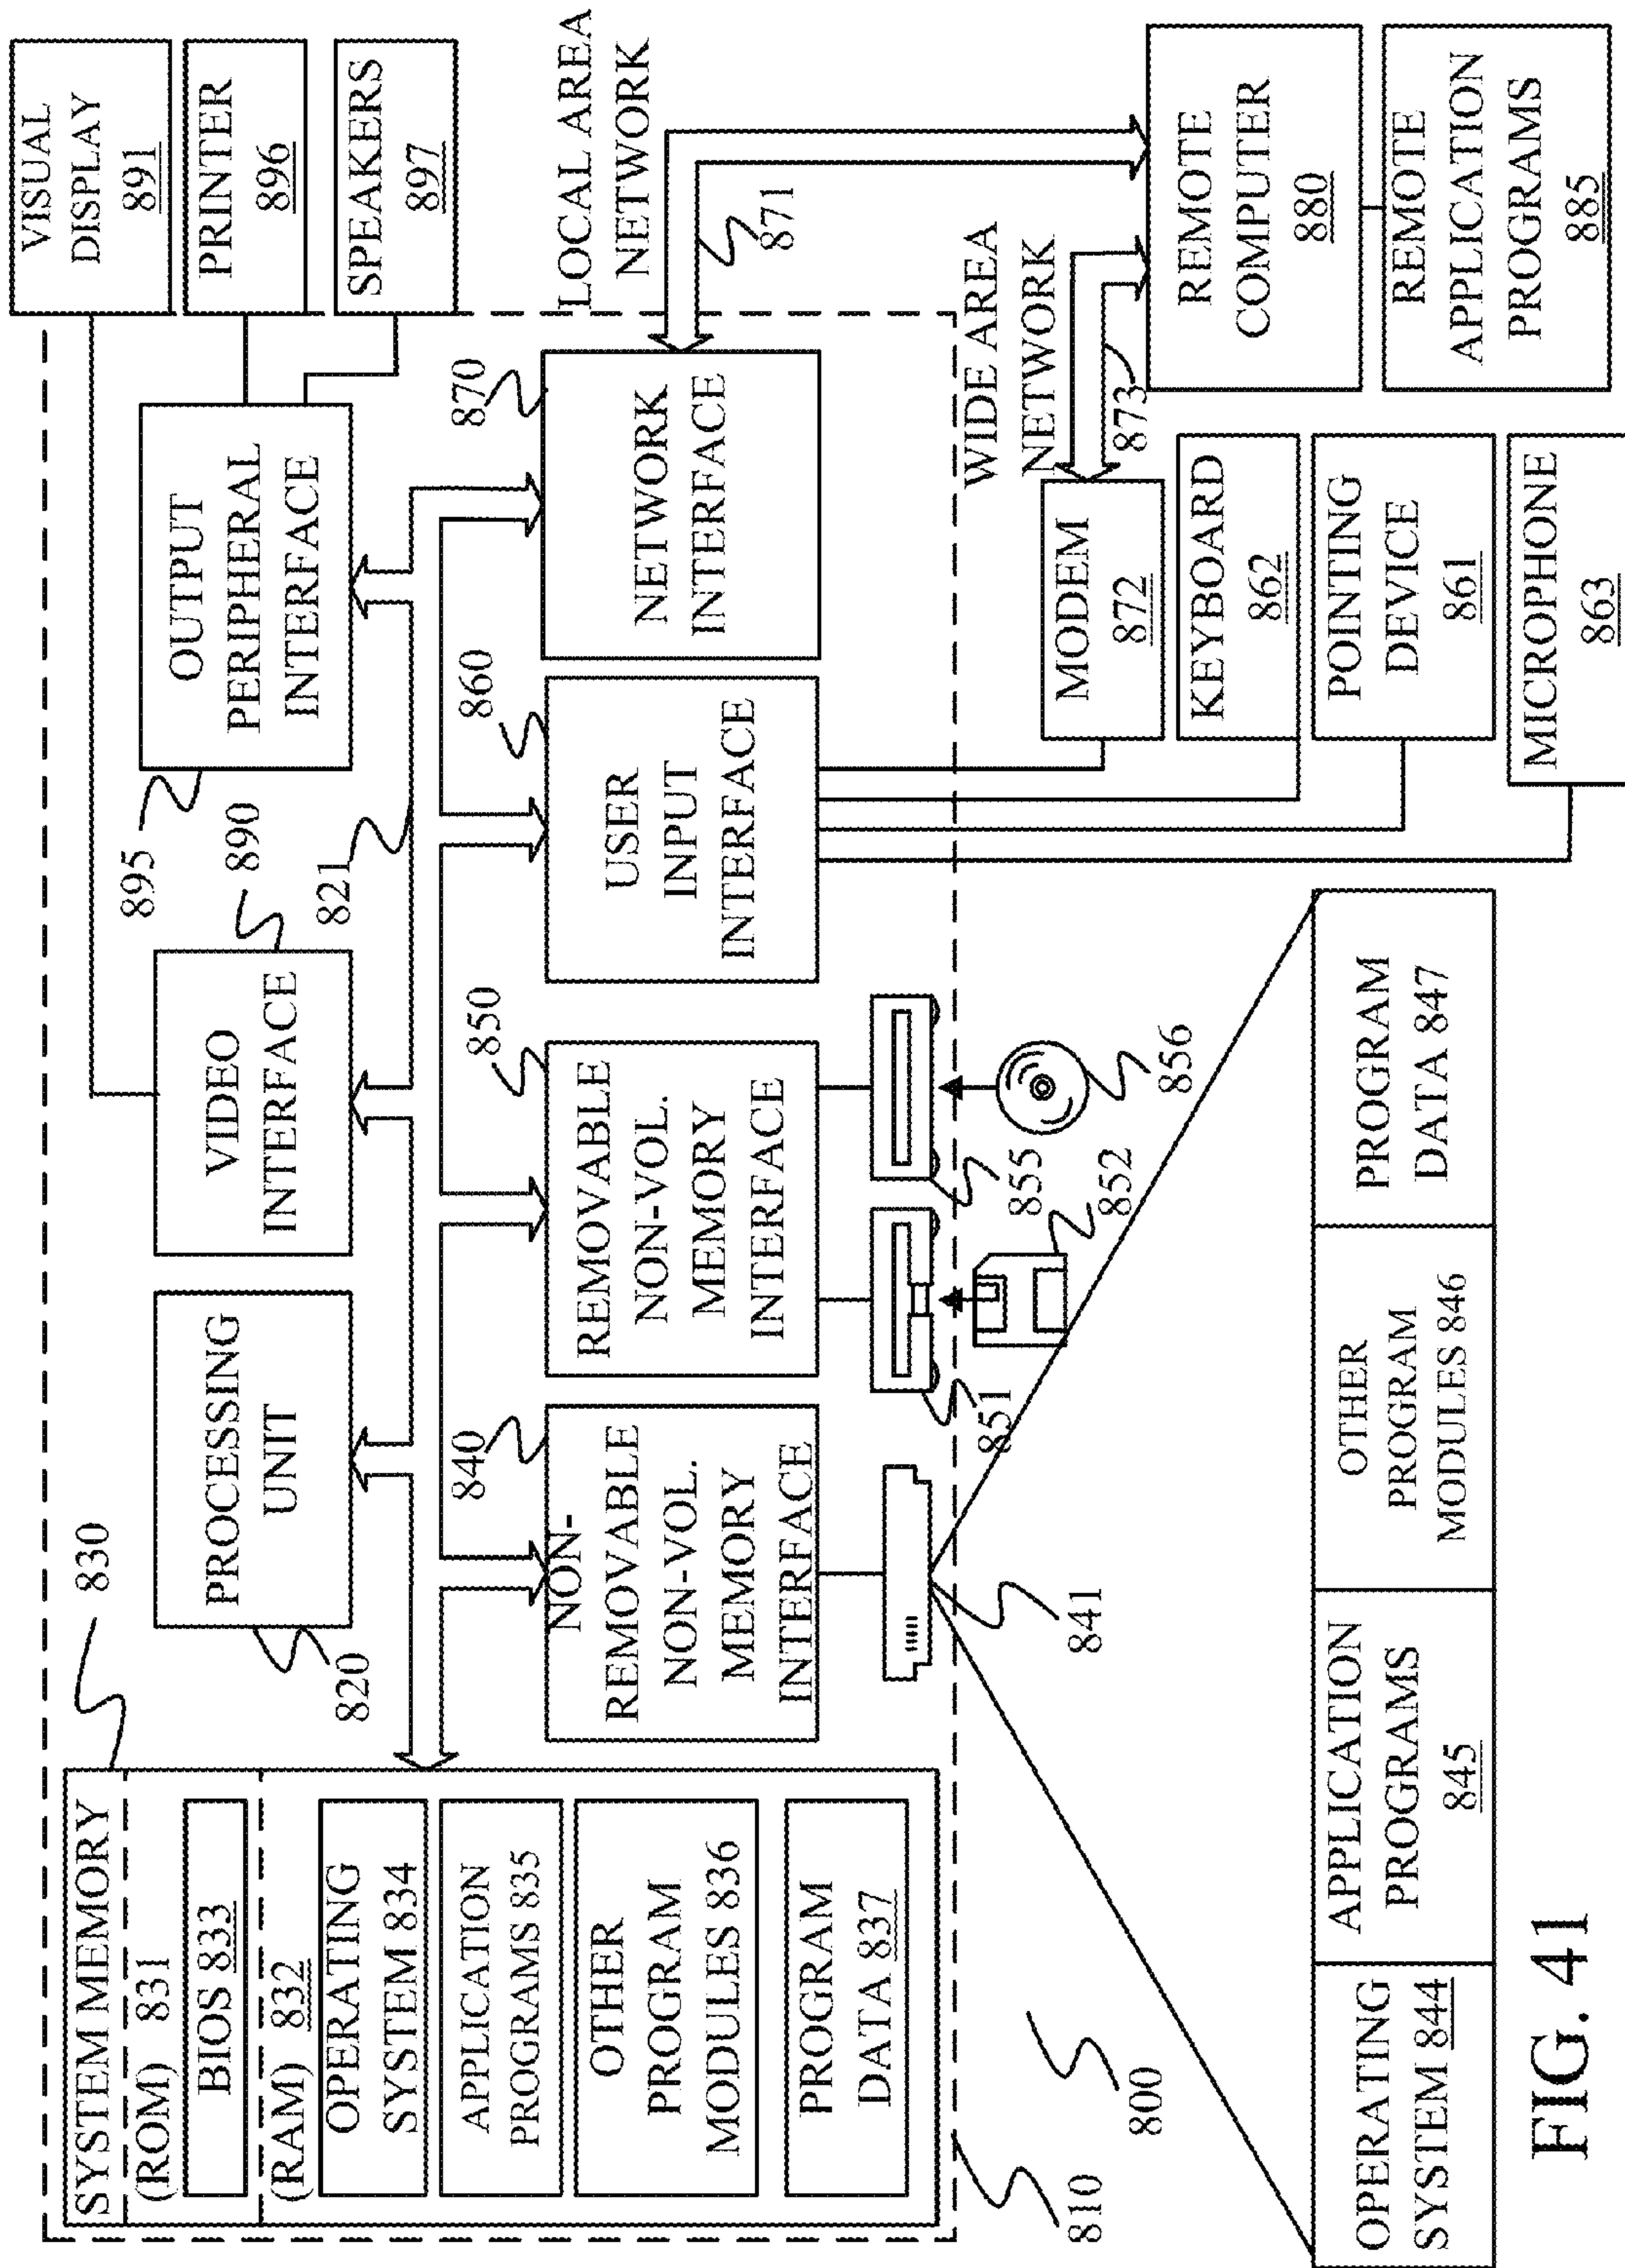 SYSTEM MEMORY
(ROM) 831
BIOS 833
(RAM) 832
OPERATING
SYSTEM 834
APPLICATION
PROGRAMS 835
OTHER
PROGRAM
MODULES 836
PROGRAM
DATA 837
830
820
PROCESSING
UNIT
VIDEO
INTERFACE
890
895
OUTPUT
PERIPHERAL
INTERFACE
821
VISUAL
DISPLAY
891
PRINTER
896
SPEAKERS
897
840
NON-
REMOVABLE
NON-VOL.
MEMORY
INTERFACE
850
REMOVABLE
NON-VOL.
MEMORY
INTERFACE
860
USER
INPUT
INTERFACE
870
NETWORK
INTERFACE
LOCAL AREA
NETWORK
871
WIDE AREA
NETWORK
873
841
851
852
855
856
MODEM
872
KEYBOARD
862
POINTING
DEVICE
861
MICROPHONE
863
REMOTE
COMPUTER
880
REMOTE
APPLICATION
PROGRAMS
885
810
800
OPERATING
SYSTEM 844
APPLICATION
PROGRAMS
845
OTHER
PROGRAM
MODULES 846
PROGRAM
DATA 847
FIG. 41